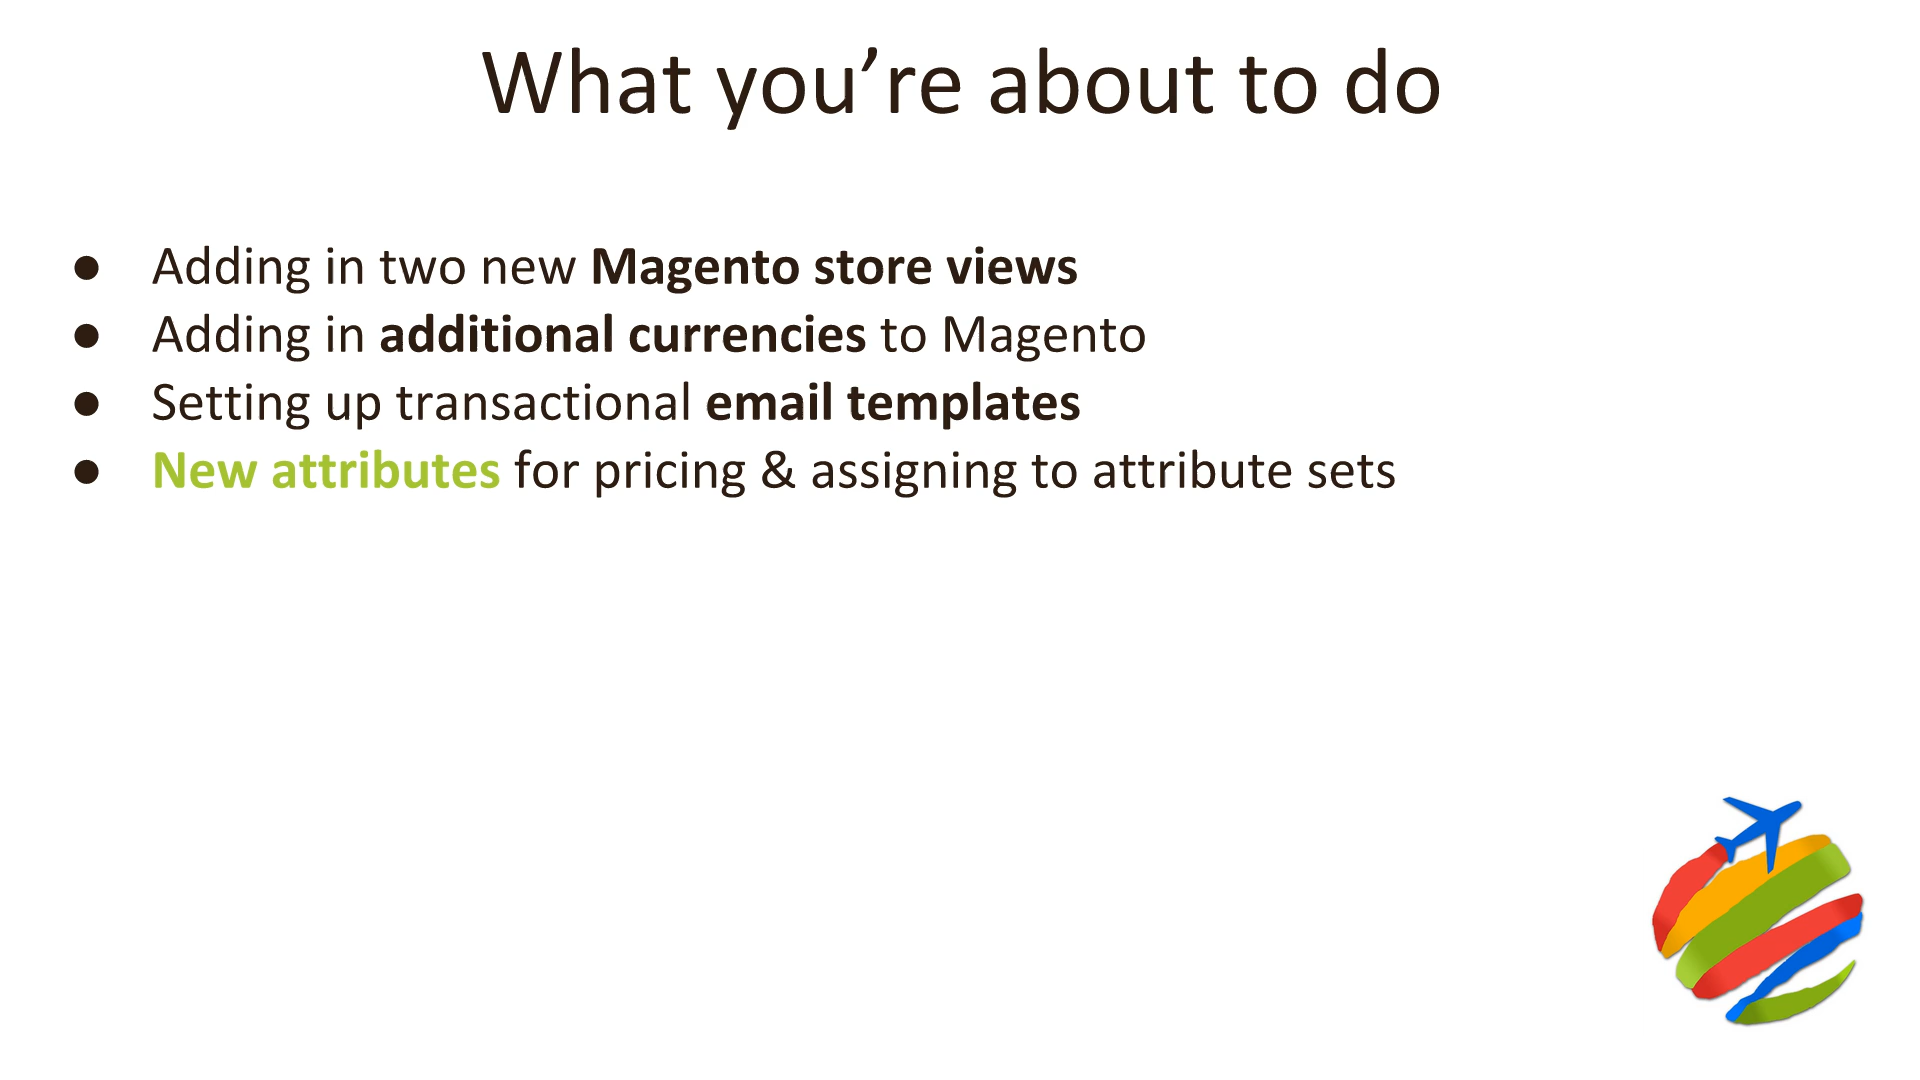 What you’re about to do
● Adding in two new Magento store views
● Adding in additional currencies to Magento
● Setting up transactional email templates
● New attributes for pricing & assigning to attribute sets